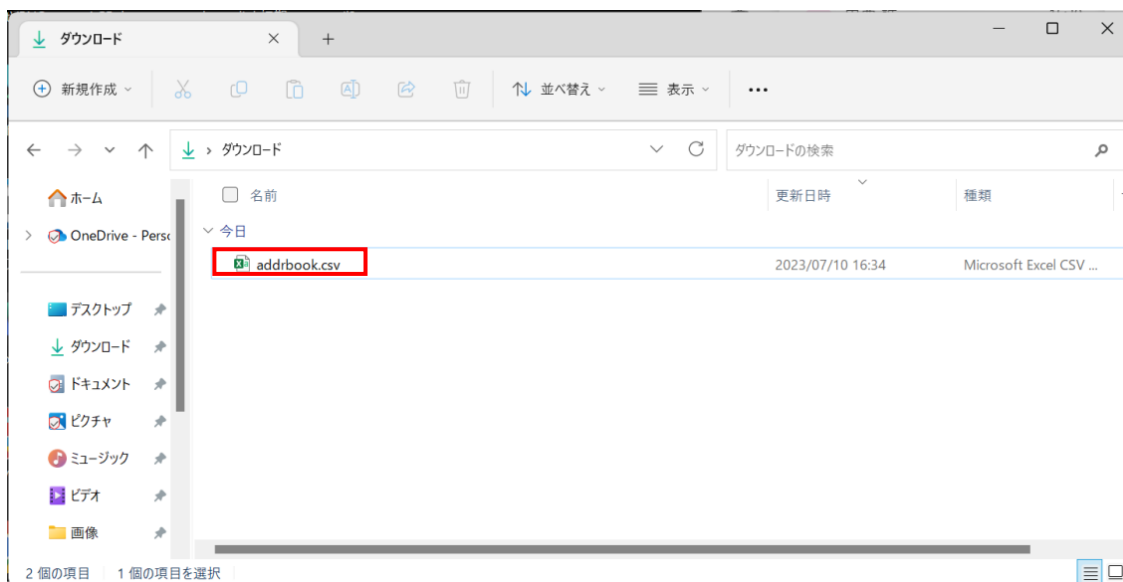 ダウンロード
新規作成
並べ替え
表示
ダウンロード
ダウンロードの検索
ホーム
OneDrive - Perso
デスクトップ
ダウンロード
ドキュメント
ピクチャ
ミュージック
ビデオ
画像
名前 更新日時 種類
今日
addrbook.csv 2023/07/10 16:34 Microsoft Excel CSV ...
2 個の項目 1 個の項目を選択